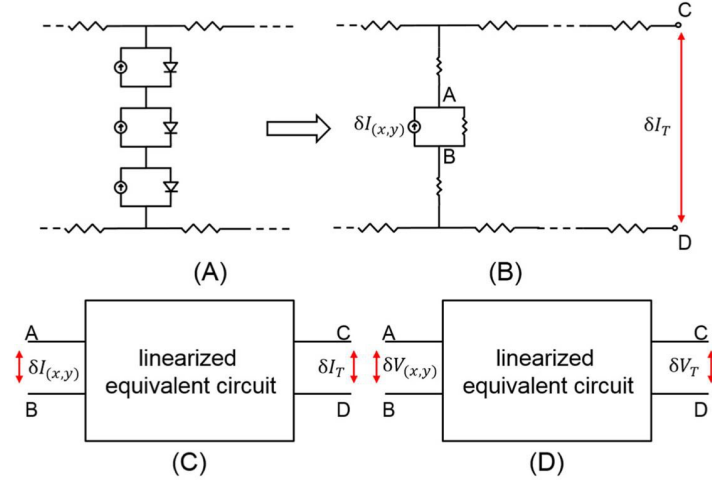 C
A
δI(x,y)
B
δI_T
D
(A)
(B)
A
C
δI(x,y)
linearized
equivalent circuit
δI_T
B
D
(C)
A
C
δV(x,y)
linearized
equivalent circuit
δV_T
B
D
(D)